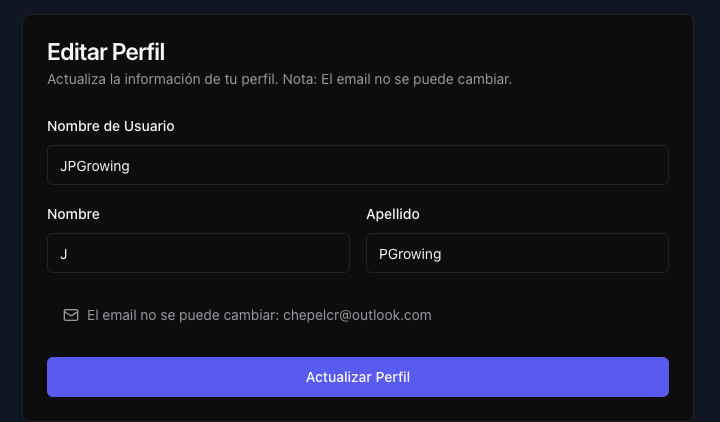 Editar Perfil
Actualiza la información de tu perfil. Nota: El email no se puede cambiar.
Nombre de Usuario
JPGrowing
Nombre
Apellido
J
PGrowing
El email no se puede cambiar: chepelcr@outlook.com
Actualizar Perfil